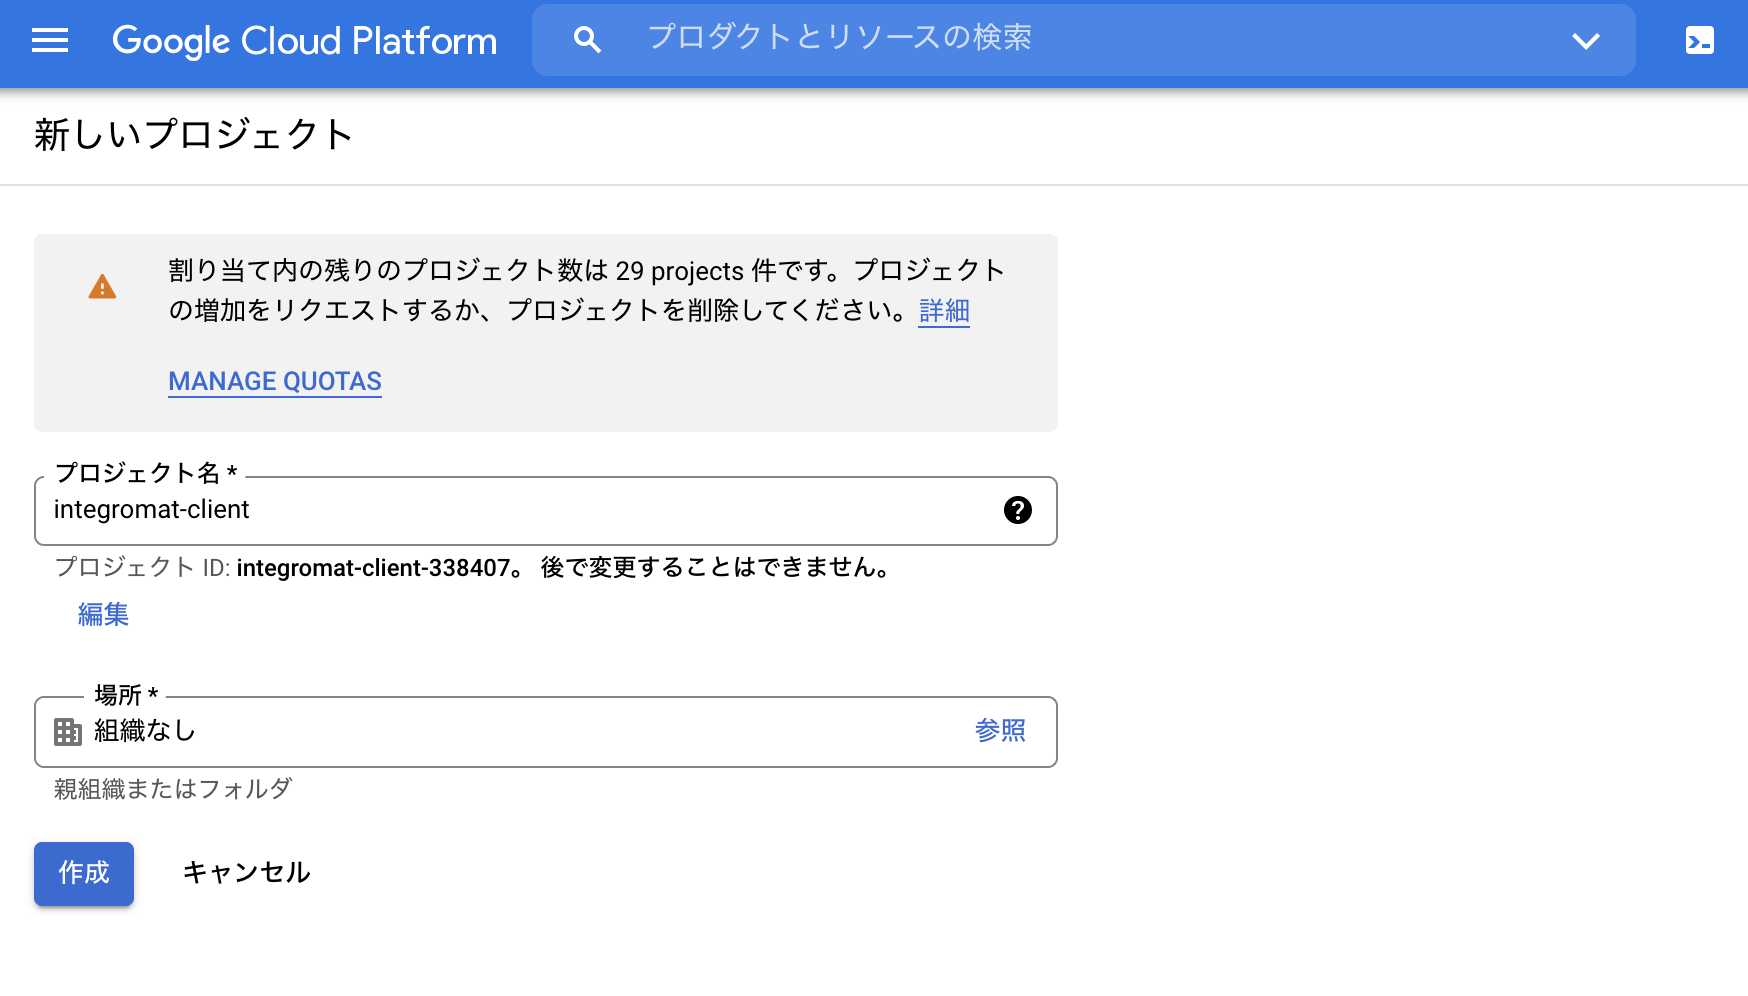 Google Cloud Platform
プロダクトとリソースの検索
新しいプロジェクト
割り当て内の残りのプロジェクト数は 29 projects 件です。プロジェクト
の増加をリクエストするか、プロジェクトを削除してください。詳細
MANAGE QUOTAS
プロジェクト名 *
integromat-client
プロジェクト ID: integromat-client-338407。 後で変更することはできません。
編集
場所 *
組織なし
参照
親組織またはフォルダ
作成
キャンセル